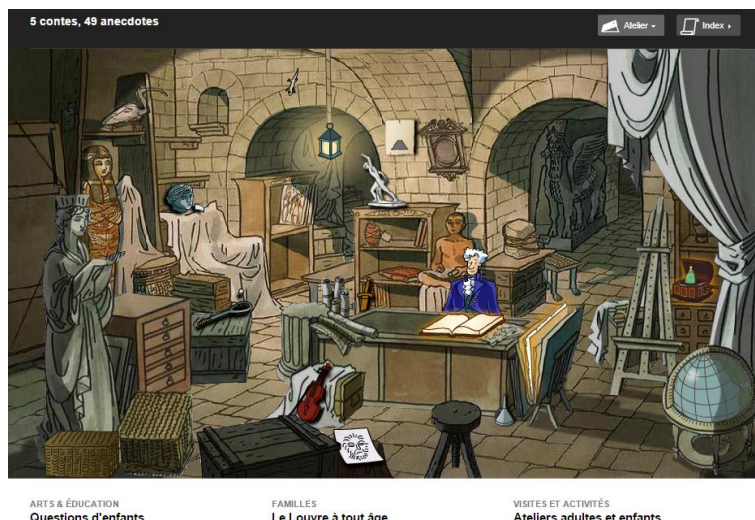 5 contes, 49 anecdotes
Atelier
Index
ARTS & ÉDUCATION
Questions d'enfants
FAMILLES
Le Louvre à tout âge
VISITES ET ACTIVITÉS
Ateliers adultes et enfants